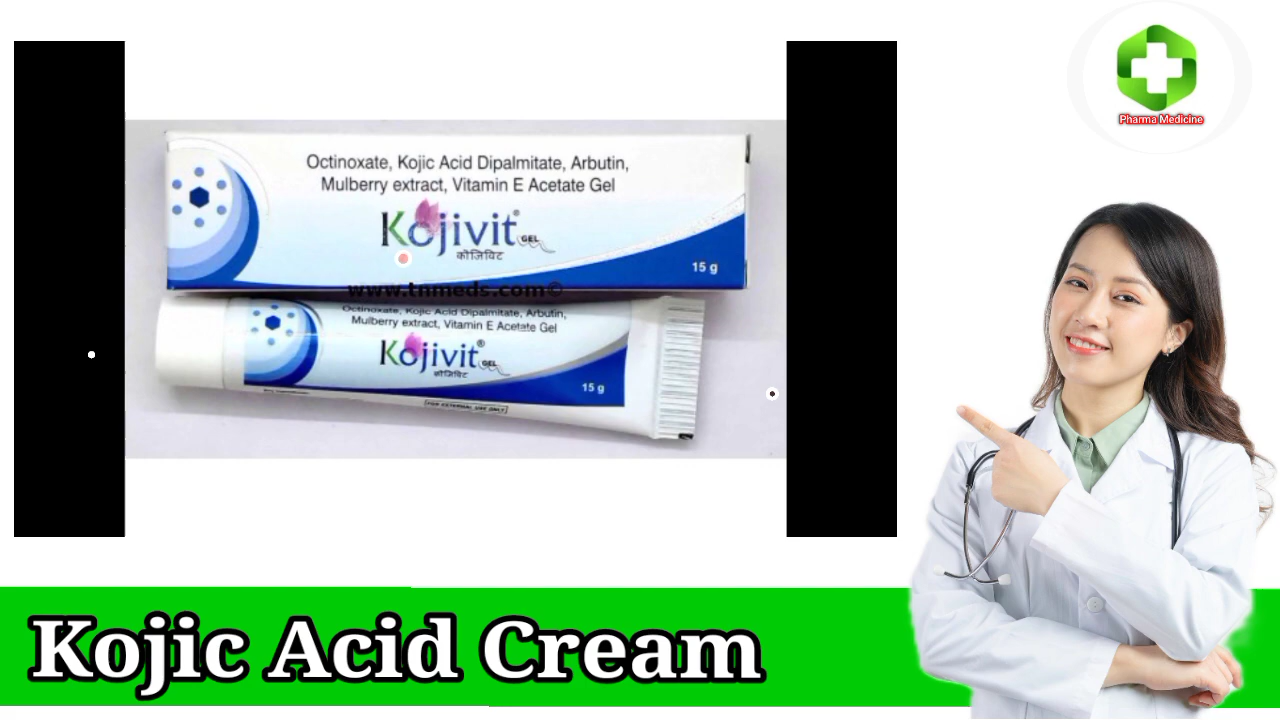 Pharma Medicine
Octinoxate, Kojic Acid Dipalmitate, Arbutin,
Mulberry extract, Vitamin E Acetate Gel
Kojivit® GEL
कोजिविट
15 g
www.tnmeds.com©
Octinoxate, Kojic Acid Dipalmitate, Arbutin,
Mulberry extract, Vitamin E Acetate Gel
Kojivit® GEL
कोजिविट
15 g
FOR EXTERNAL USE ONLY
Kojic Acid Cream